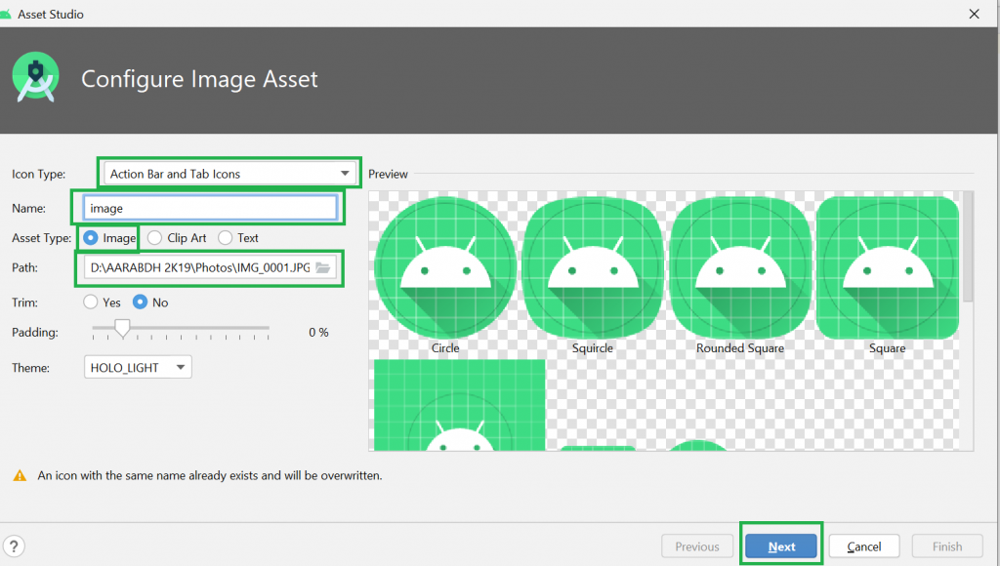 Asset Studio
Configure Image Asset
Icon Type: Action Bar and Tab Icons
Preview
Name: image
Asset Type: Image Clip Art Text
Path: D:\AARABDH 2K19\Photos\IMG_0001.JPG
Trim: Yes No
Padding: 0 %
Theme: HOLO_LIGHT
Circle Squircle Rounded Square Square
An icon with the same name already exists and will be overwritten.
? Previous Next Cancel Finish